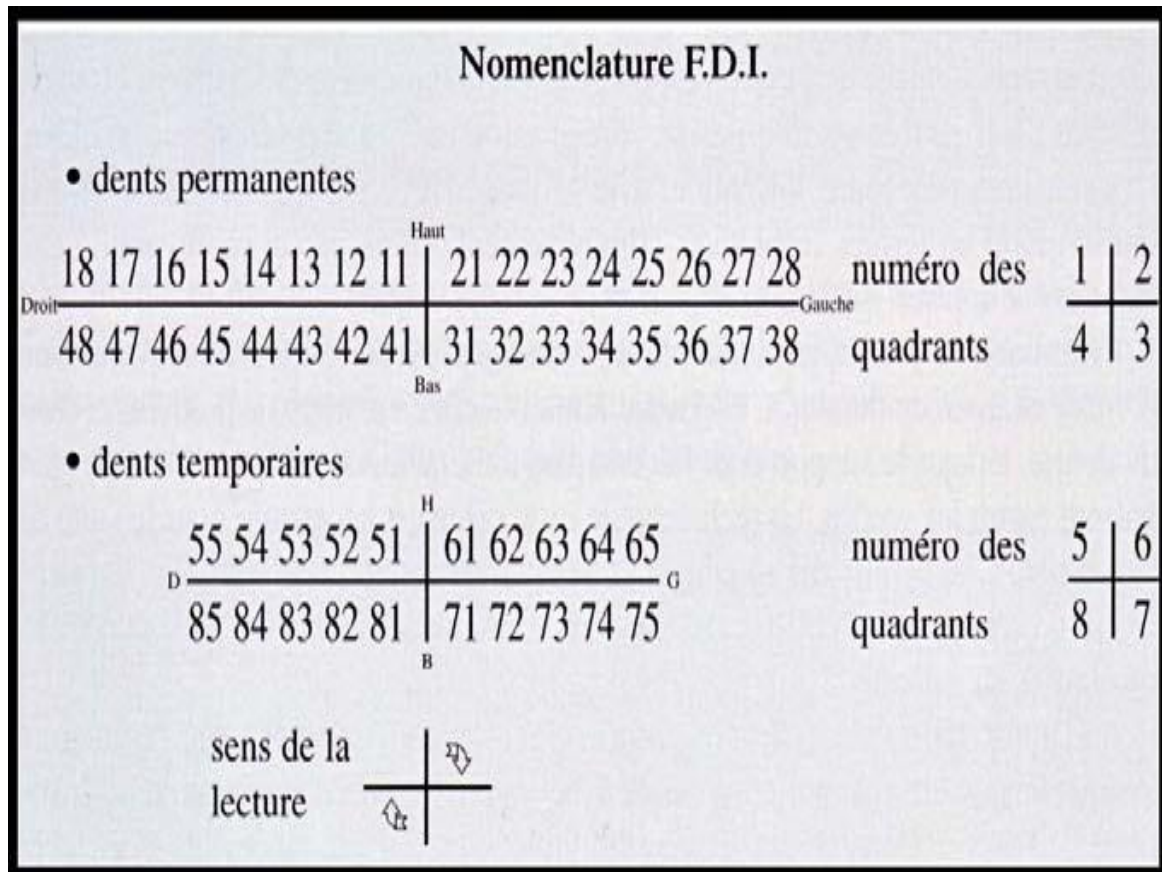 Nomenclature F.D.I.
• dents permanentes
Haut
18 17 16 15 14 13 12 11 21 22 23 24 25 26 27 28 numéro des 1 2
Droit Gauche
48 47 46 45 44 43 42 41 31 32 33 34 35 36 37 38 quadrants 4 3
Bas
• dents temporaires
H
55 54 53 52 51 61 62 63 64 65 numéro des 5 6
D G
85 84 83 82 81 71 72 73 74 75 quadrants 8 7
B
sens de la
lecture